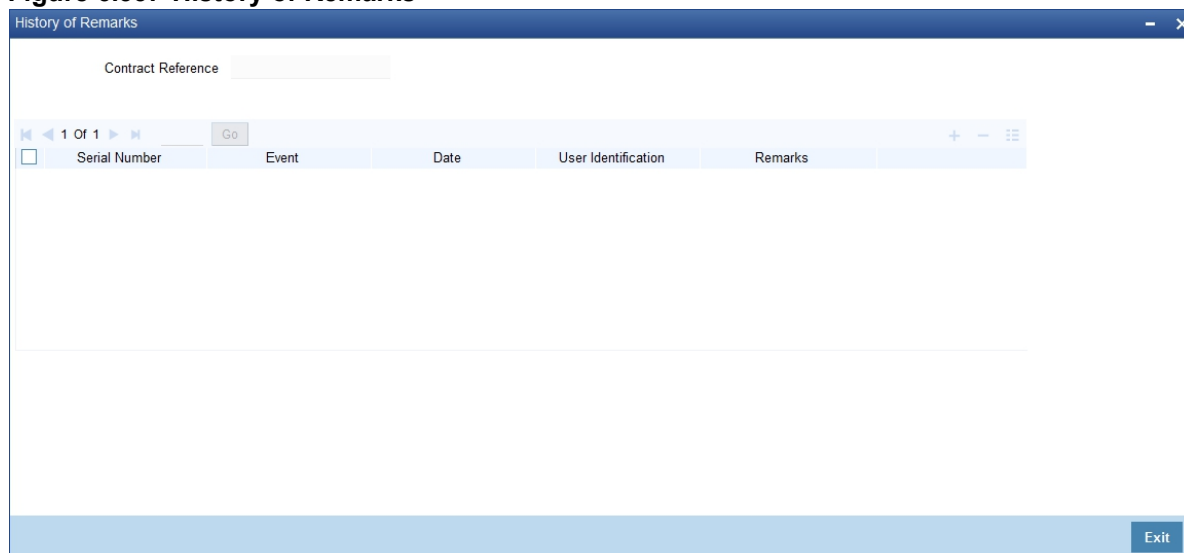 History of Remarks
Contract Reference
1 Of 1 Go
Serial Number Event Date User Identification Remarks
Exit